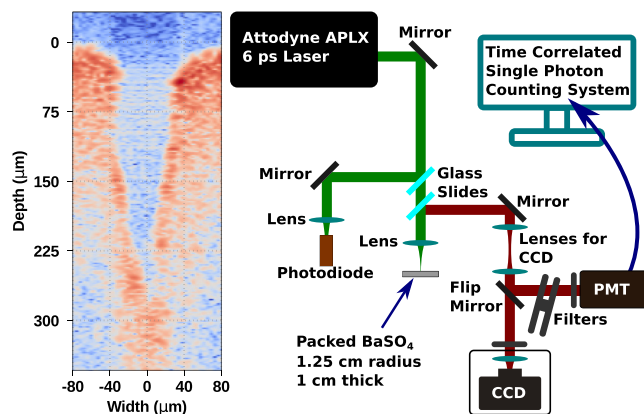 0
75
150
225
300
Depth (μm)
-80 -40 0 40 80
Width (μm)
Attodyne APLX
6 ps Laser
Mirror
Time Correlated
Single Photon
Counting System
Mirror
Glass
Slides
Mirror
Lens
Lens
Lenses for
CCD
Photodiode
Flip
Mirror
PMT
Filters
Packed BaSO₄
1.25 cm radius
1 cm thick
CCD